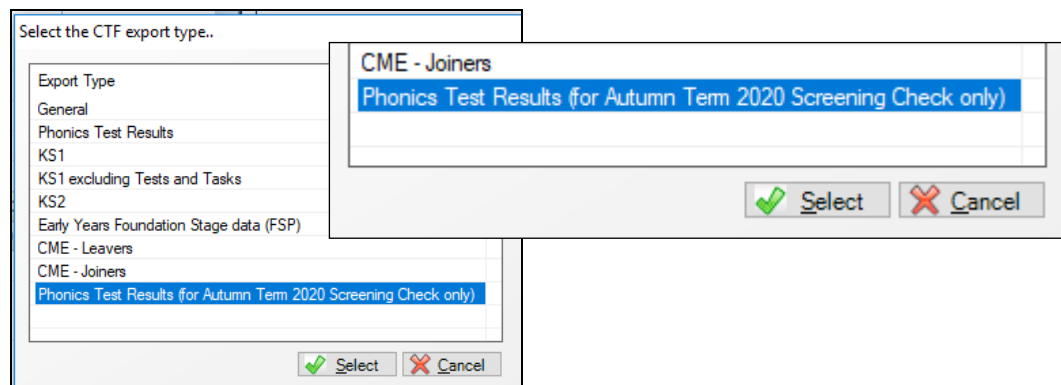 Select the CTF export type..
Export Type
General
Phonics Test Results
KS1
KS1 excluding Tests and Tasks
KS2
Early Years Foundation Stage data (FSP)
CME - Leavers
CME - Joiners
Phonics Test Results (for Autumn Term 2020 Screening Check only)
Select Cancel
CME - Joiners
Phonics Test Results (for Autumn Term 2020 Screening Check only)
Select Cancel